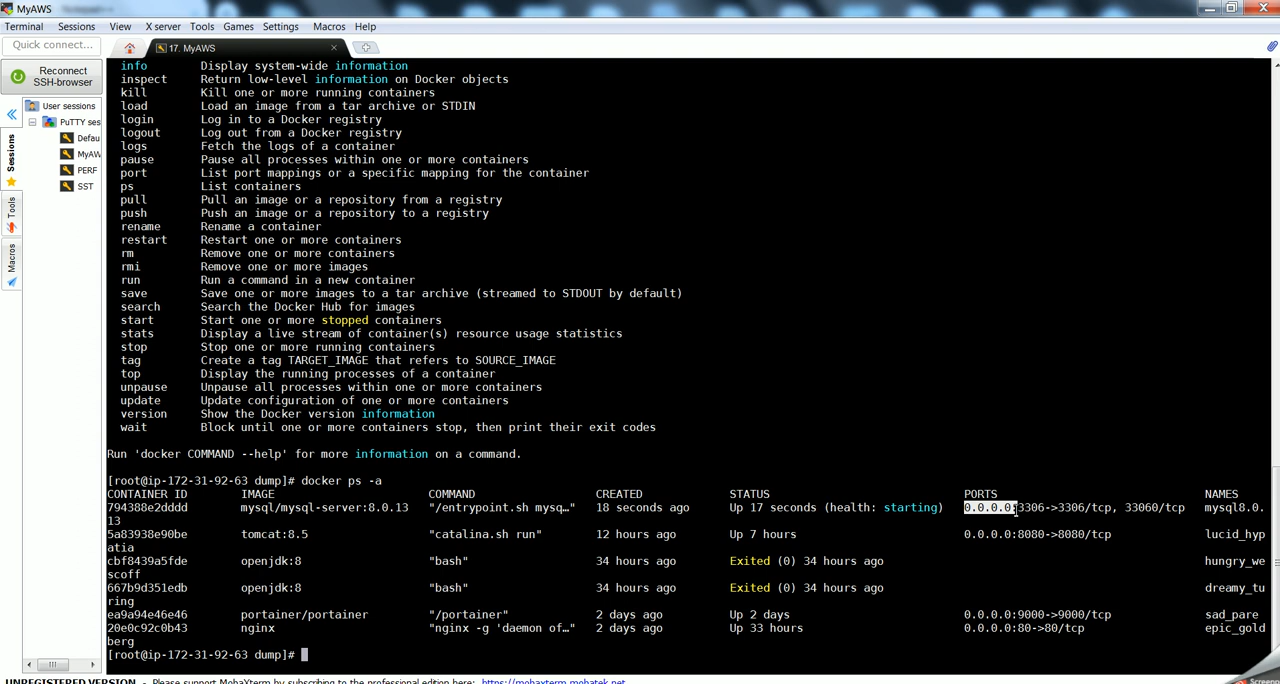 MyAWS
Terminal Sessions View X server Tools Games Settings Macros Help
Quick connect...
17. MyAWS
Reconnect
SSH-browser
User sessions
PuTTY ses
Defau
MyAW
PERF
SST
Sessions
Tools
Macros
info Display system-wide information
inspect Return low-level information on Docker objects
kill Kill one or more running containers
load Load an image from a tar archive or STDIN
login Log in to a Docker registry
logout Log out from a Docker registry
logs Fetch the logs of a container
pause Pause all processes within one or more containers
port List port mappings or a specific mapping for the container
ps List containers
pull Pull an image or a repository from a registry
push Push an image or a repository to a registry
rename Rename a container
restart Restart one or more containers
rm Remove one or more containers
rmi Remove one or more images
run Run a command in a new container
save Save one or more images to a tar archive (streamed to STDOUT by default)
search Search the Docker Hub for images
start Start one or more stopped containers
stats Display a live stream of container(s) resource usage statistics
stop Stop one or more running containers
tag Create a tag TARGET_IMAGE that refers to SOURCE_IMAGE
top Display the running processes of a container
unpause Unpause all processes within one or more containers
update Update configuration of one or more containers
version Show the Docker version information
wait Block until one or more containers stop, then print their exit codes
Run 'docker COMMAND --help' for more information on a command.
[root@ip-172-31-92-63 dump]# docker ps -a
CONTAINER ID IMAGE COMMAND CREATED STATUS PORTS NAMES
794388e2dddd mysql/mysql-server:8.0.13 "/entrypoint.sh mysq…" 18 seconds ago Up 17 seconds (health: starting) 0.0.0.0:3306->3306/tcp, 33060/tcp mysql8.0.
13
5a83938e90be tomcat:8.5 "catalina.sh run" 12 hours ago Up 7 hours 0.0.0.0:8080->8080/tcp lucid_hyp
atia
cbf8439a5fde openjdk:8 "bash" 34 hours ago Exited (0) 34 hours ago hungry_we
scoff
667b9d351edb openjdk:8 "bash" 34 hours ago Exited (0) 34 hours ago dreamy_tu
ring
ea9a94e46e46 portainer/portainer "/portainer" 2 days ago Up 2 days 0.0.0.0:9000->9000/tcp sad_pare
20e0c92c0b43 nginx "nginx -g 'daemon of…" 2 days ago Up 33 hours 0.0.0.0:80->80/tcp epic_gold
berg
[root@ip-172-31-92-63 dump]#
UNREGISTERED VERSION - Please support MobaXterm by subscribing to the professional edition here: https://mobaxterm.mobatek.net